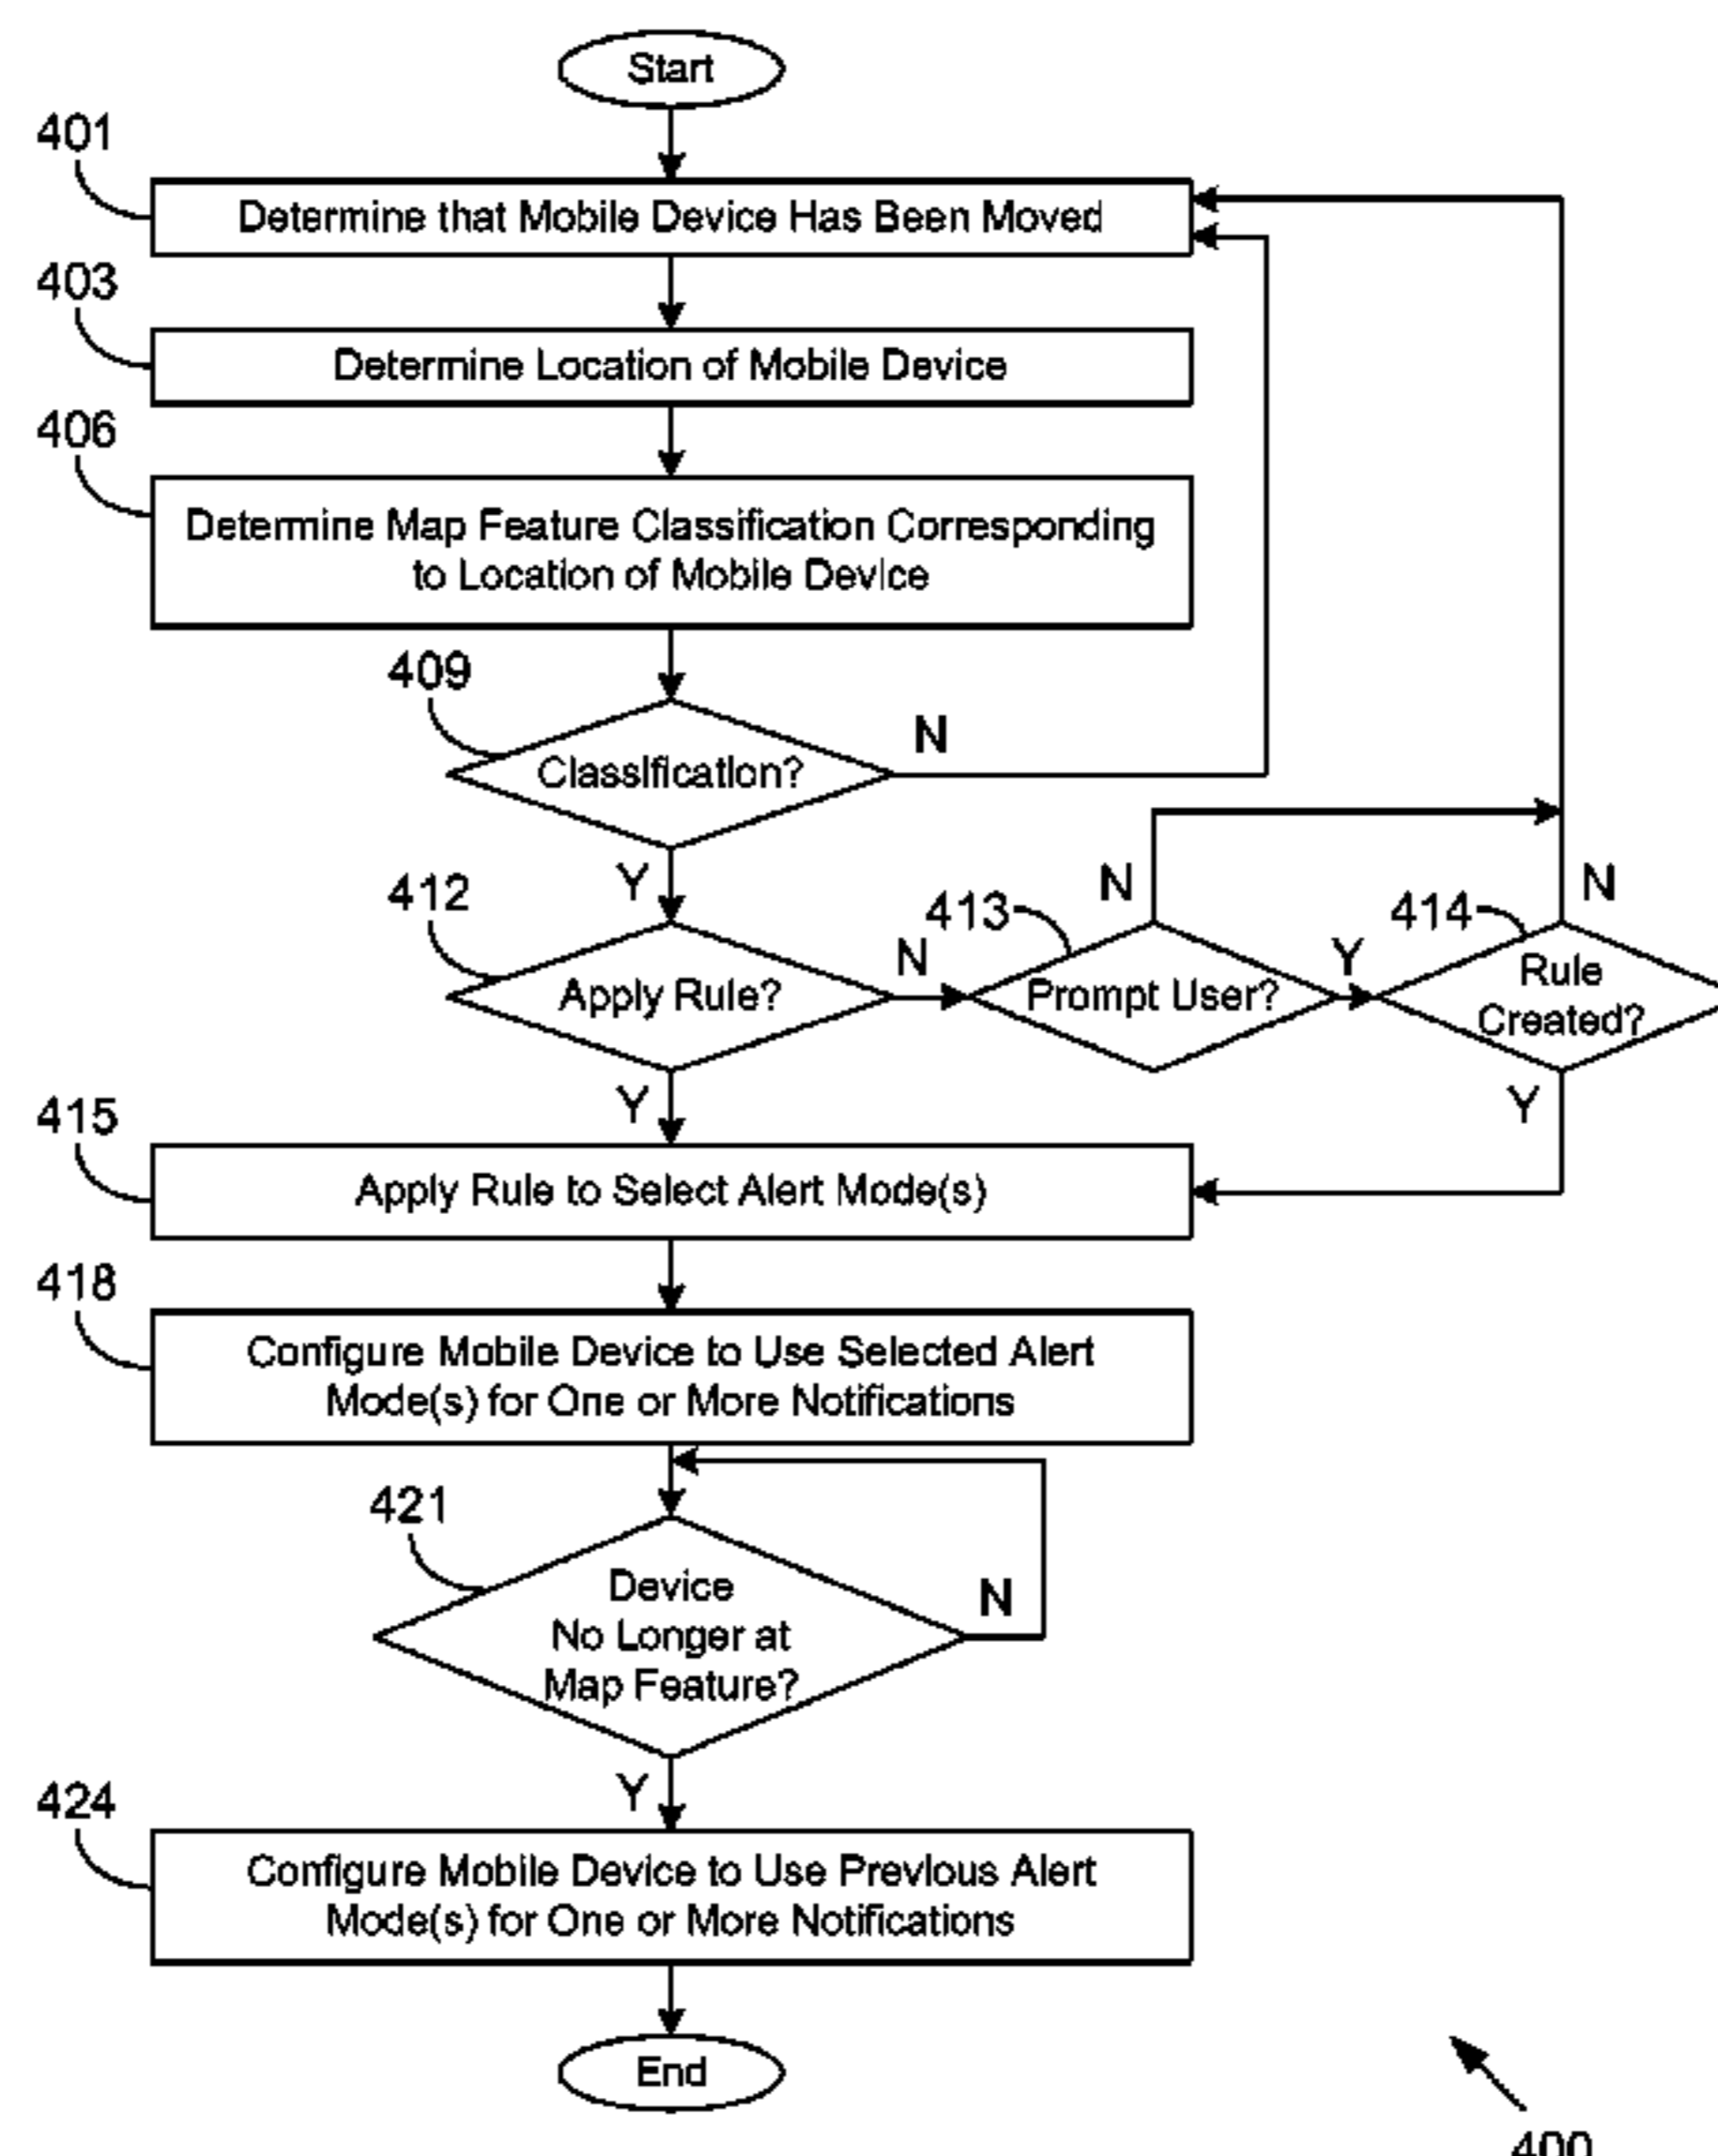 Start
401
Determine that Mobile Device Has Been Moved
403
Determine Location of Mobile Device
406
Determine Map Feature Classification Corresponding
to Location of Mobile Device
409
Classification?
N
Y
412
Apply Rule?
N
413
Prompt User?
N
Y
414
Rule
Created?
N
Y
Y
415
Apply Rule to Select Alert Mode(s)
418
Configure Mobile Device to Use Selected Alert
Mode(s) for One or More Notifications
421
Device
No Longer at
Map Feature?
N
Y
424
Configure Mobile Device to Use Previous Alert
Mode(s) for One or More Notifications
End
400